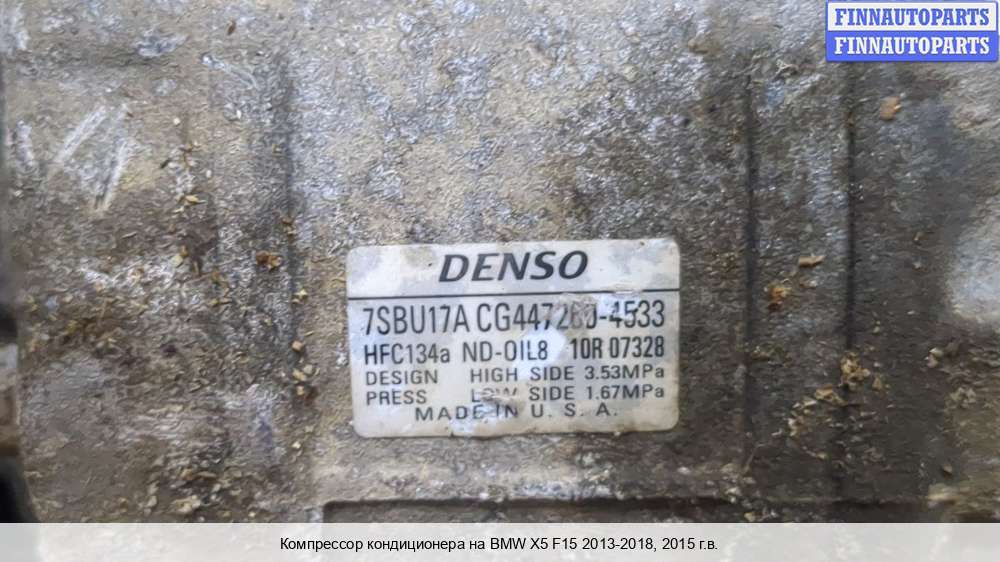 FINNAUTOPARTS
FINNAUTOPARTS
DENSO
7SBU17A CG447260-4533
HFC134a ND-OIL8 10R 07328
DESIGN HIGH SIDE 3.53MPa
PRESS LOW SIDE 1.67MPa
MADE IN U. S. A.
Компрессор кондиционера на BMW X5 F15 2013-2018, 2015 г.в.